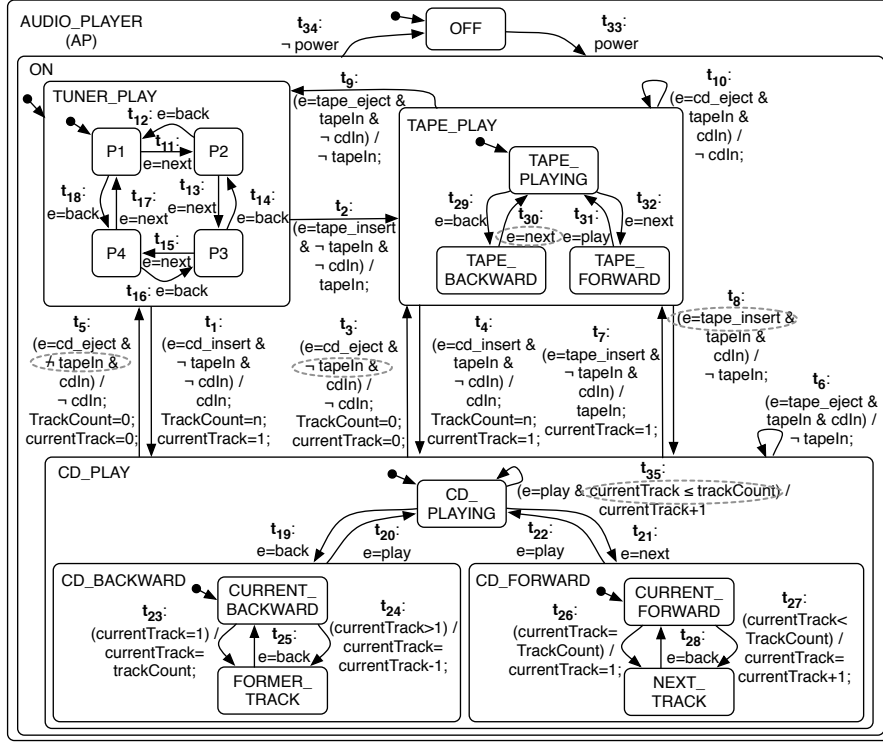 AUDIO_PLAYER
(AP)
t34:
¬ power
OFF
t33:
power
ON
TUNER_PLAY
t12: e=back
P1
t11:
e=next
P2
t18:
e=back
t17:
e=next
t13:
e=next
t14:
e=back
P4
t15:
e=next
P3
t16: e=back
t9:
(e=tape_eject &
tapeIn &
¬ cdIn) /
¬ tapeIn;
t10:
(e=cd_eject &
tapeIn &
cdIn) /
¬ cdIn;
t2:
(e=tape_insert
& ¬ tapeIn &
¬ cdIn) /
tapeIn;
TAPE_PLAY
TAPE_
PLAYING
t29:
e=back
t30:
e=next
t31:
e=play
t32:
e=next
TAPE_
BACKWARD
TAPE_
FORWARD
t5:
(e=cd_eject &
¬ tapeIn &
cdIn) /
¬ cdIn;
TrackCount=0;
currentTrack=0;
t1:
(e=cd_insert &
¬ tapeIn &
¬ cdIn) /
cdIn;
TrackCount=n;
currentTrack=1;
t3:
(e=cd_eject &
¬ tapeIn &
cdIn) /
¬ cdIn;
TrackCount=0;
currentTrack=0;
t4:
(e=cd_insert &
tapeIn &
¬ cdIn) /
cdIn;
TrackCount=n;
currentTrack=1;
t7:
(e=tape_insert &
¬ tapeIn &
cdIn) /
tapeIn;
currentTrack=1;
t8:
(e=tape_insert &
tapeIn &
cdIn) /
¬ tapeIn;
t6:
(e=tape_eject &
tapeIn & cdIn) /
¬ tapeIn;
CD_PLAY
CD_
PLAYING
t35:
(e=play & currentTrack ≤ trackCount) /
currentTrack+1
t19:
e=back
t20:
e=play
t22:
e=play
t21:
e=next
CD_BACKWARD
CURRENT_
BACKWARD
t23:
(currentTrack=1) /
currentTrack=
trackCount;
t25:
e=back
t24:
(currentTrack>1) /
currentTrack=
currentTrack-1;
FORMER_
TRACK
CD_FORWARD
CURRENT_
FORWARD
t26:
(currentTrack=
TrackCount) /
currentTrack=1;
t28:
e=back
t27:
(currentTrack<
TrackCount) /
currentTrack=
currentTrack+1;
NEXT_
TRACK